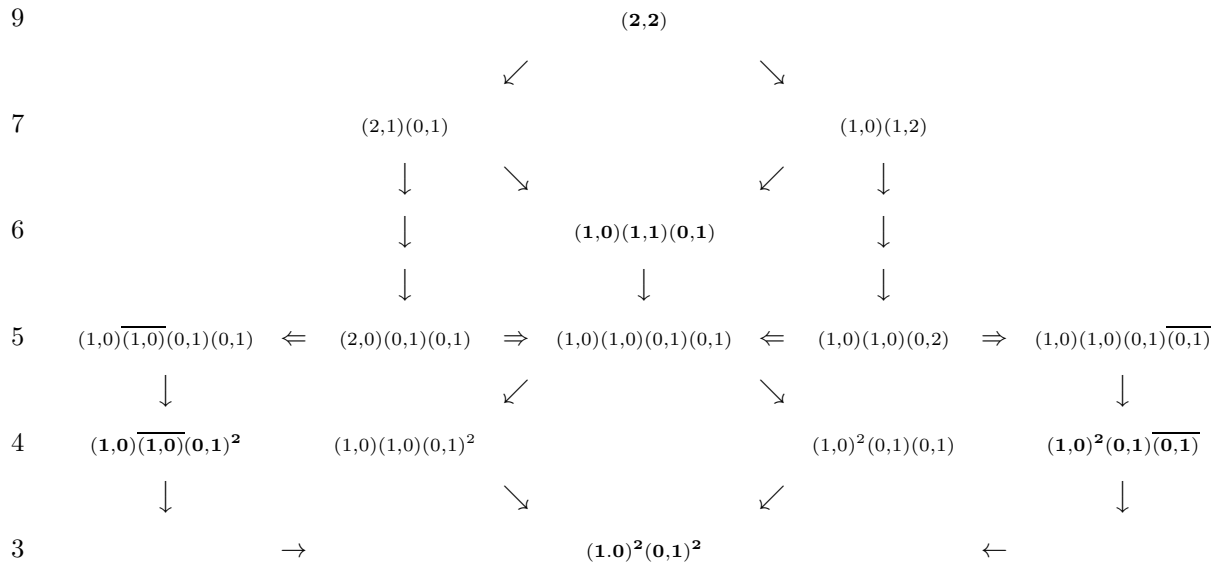 9 (2,2)
↙ ↘
7 (2,1)(0,1) (1,0)(1,2)
↓ ↘ ↙ ↓
6 ↓ (1,0)(1,1)(0,1) ↓
↓ ↓ ↓
5 (1,0)\overline{(1,0)}(0,1)(0,1) ⇐ (2,0)(0,1)(0,1) ⇒ (1,0)(1,0)(0,1)(0,1) ⇐ (1,0)(1,0)(0,2) ⇒ (1,0)(1,0)(0,1)\overline{(0,1)}
↓ ↙ ↘ ↓
4 (1,0)\overline{(1,0)}(0,1)² (1,0)(1,0)(0,1)² (1,0)²(0,1)(0,1) (1,0)²(0,1)\overline{(0,1)}
↓ ↘ ↙ ↓
3 → (1.0)²(0,1)² ←